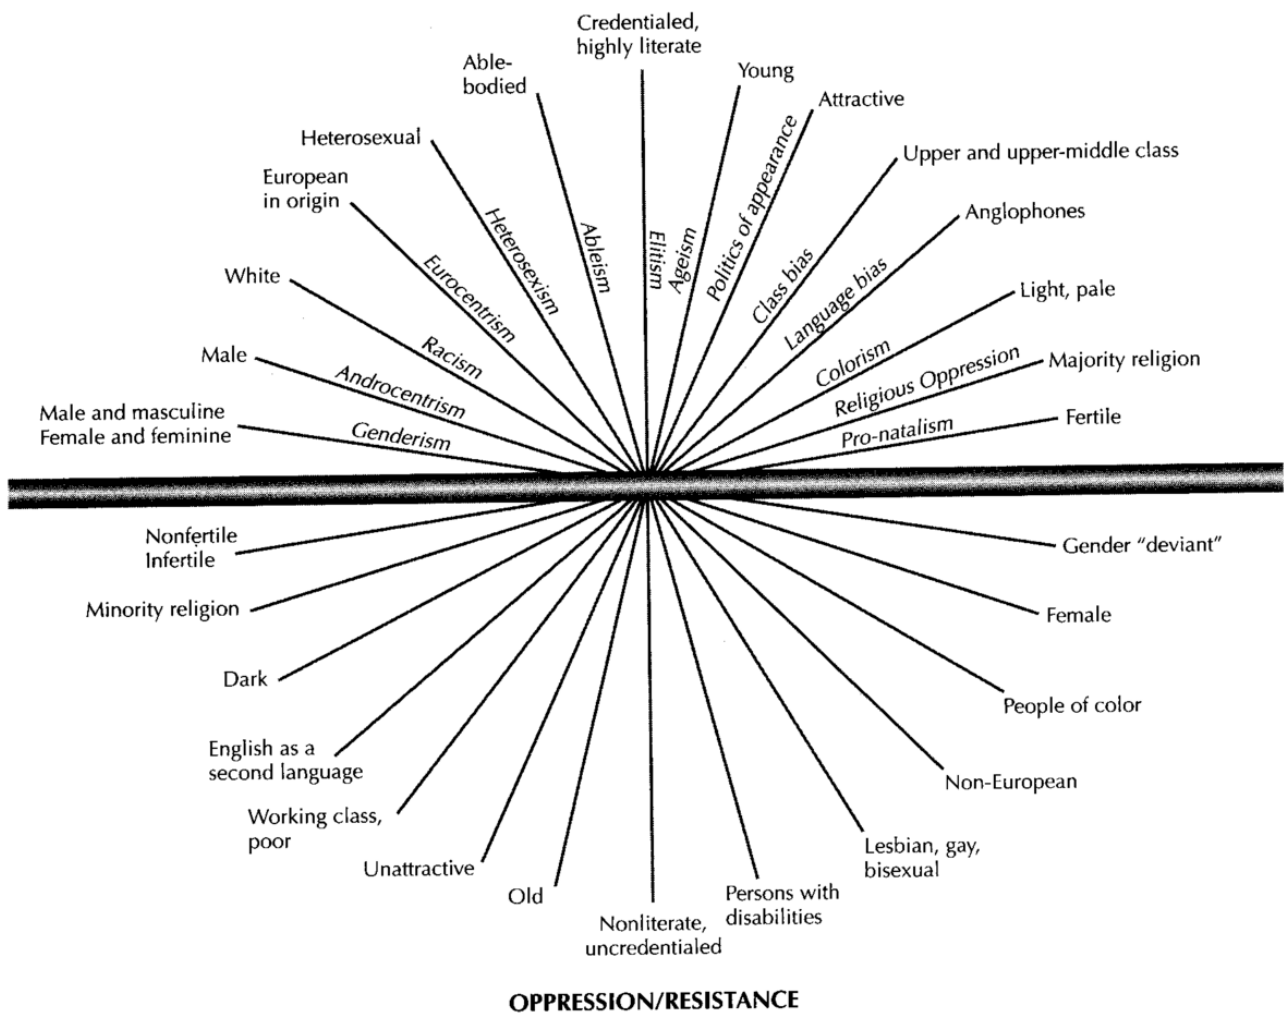 Credentialed,
highly literate
Able-
bodied
Young
Attractive
Heterosexual
Upper and upper-middle class
European
in origin
Anglophones
White
Light, pale
Male
Majority religion
Male and masculine
Female and feminine
Fertile
Genderism
Androcentrism
Racism
Eurocentrism
Heterosexism
Ableism
Elitism
Ageism
Politics of appearance
Class bias
Language bias
Colorism
Religious Oppression
Pro-natalism
Nonfertile
Infertile
Gender "deviant"
Minority religion
Female
Dark
People of color
English as a
second language
Non-European
Working class,
poor
Lesbian, gay,
bisexual
Unattractive
Old
Persons with
disabilities
Nonliterate,
uncredentialed
OPPRESSION/RESISTANCE